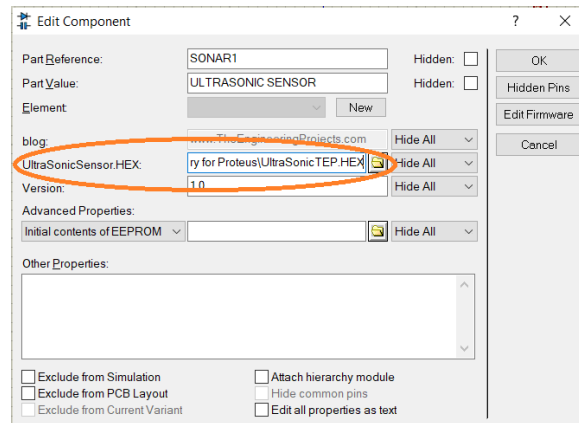 Edit Component ? ×
Part Reference: SONAR1 Hidden: OK
Part Value: ULTRASONIC SENSOR Hidden: Hidden Pins
Element: New Edit Firmware
blog: www.TheEngineeringProjects.com Hide All Cancel
UltraSonicSensor.HEX: ry for Proteus\UltraSonicTEP.HEX Hide All
Version: 1.0 Hide All
Advanced Properties:
Initial contents of EEPROM Hide All
Other Properties:
Exclude from Simulation Attach hierarchy module
Exclude from PCB Layout Hide common pins
Exclude from Current Variant Edit all properties as text